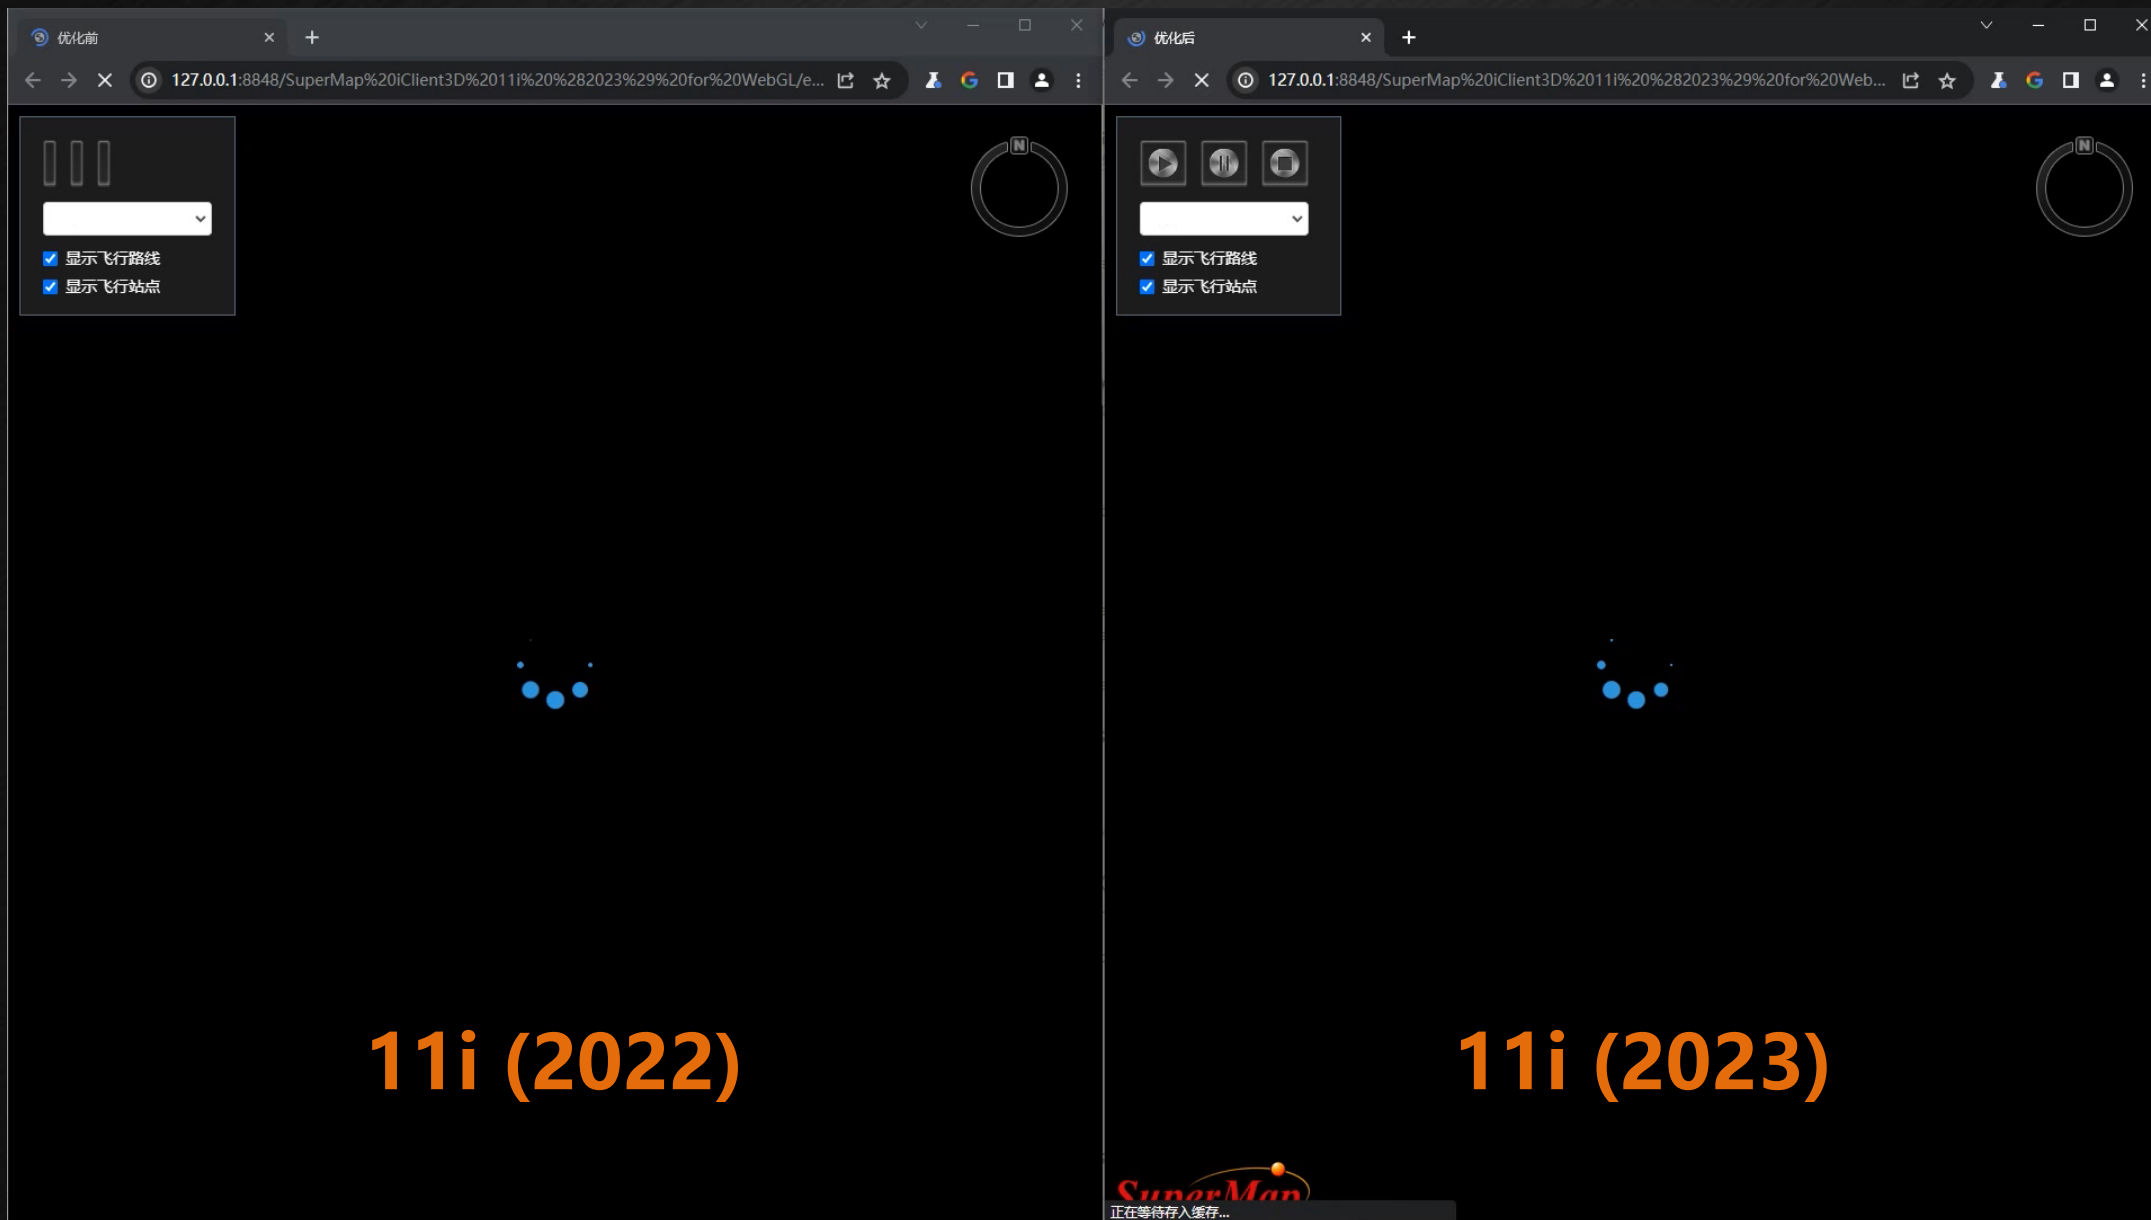 优化前
127.0.0.1:8848/SuperMap%20iClient3D%2011i%20%282023%29%20for%20WebGL/e...
N
显示飞行路线
显示飞行站点
11i (2022)
优化后
127.0.0.1:8848/SuperMap%20iClient3D%2011i%20%282023%29%20for%20Web...
N
显示飞行路线
显示飞行站点
11i (2023)
SuperMap
正在等待存入缓存...